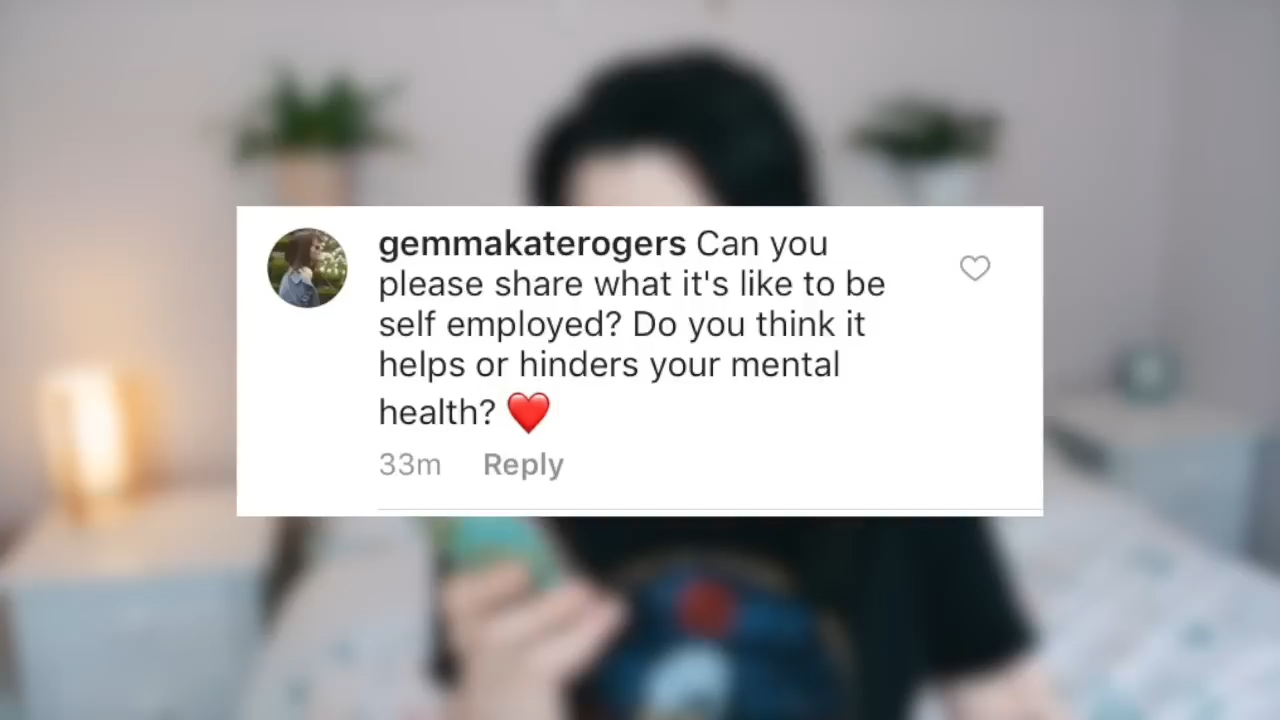 gemmakaterogers Can you
please share what it's like to be
self employed? Do you think it
helps or hinders your mental
health? ❤️
33m Reply